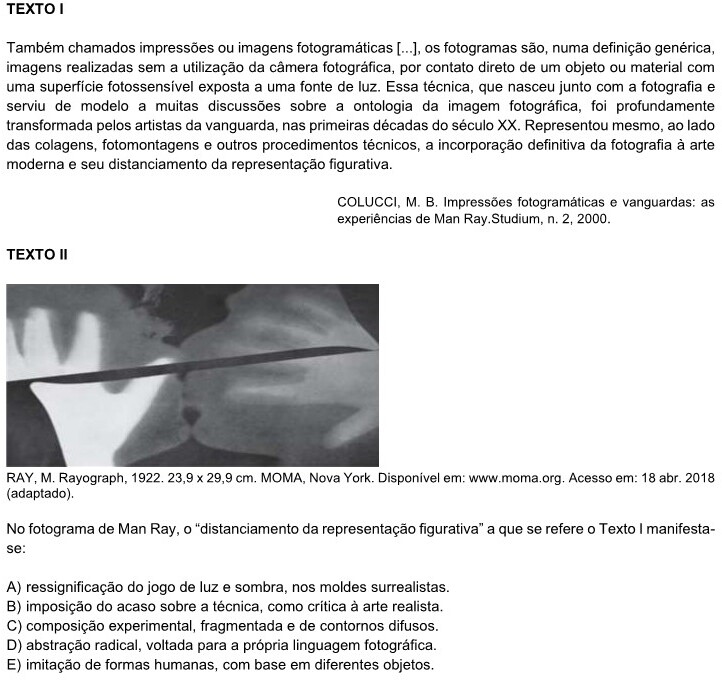 TEXTO I
Também chamados impressões ou imagens fotogramáticas [...], os fotogramas são, numa definição genérica,
imagens realizadas sem a utilização da câmera fotográfica, por contato direto de um objeto ou material com
uma superfície fotossensível exposta a uma fonte de luz. Essa técnica, que nasceu junto com a fotografia e
serviu de modelo a muitas discussões sobre a ontologia da imagem fotográfica, foi profundamente
transformada pelos artistas da vanguarda, nas primeiras décadas do século XX. Representou mesmo, ao lado
das colagens, fotomontagens e outros procedimentos técnicos, a incorporação definitiva da fotografia à arte
moderna e seu distanciamento da representação figurativa.
COLUCCI, M. B. Impressões fotogramáticas e vanguardas: as
experiências de Man Ray.Studium, n. 2, 2000.
TEXTO II
RAY, M. Rayograph, 1922. 23,9 x 29,9 cm. MOMA, Nova York. Disponível em: www.moma.org. Acesso em: 18 abr. 2018
(adaptado).
No fotograma de Man Ray, o “distanciamento da representação figurativa” a que se refere o Texto I manifesta-
se:
A) ressignificação do jogo de luz e sombra, nos moldes surrealistas.
B) imposição do acaso sobre a técnica, como crítica à arte realista.
C) composição experimental, fragmentada e de contornos difusos.
D) abstração radical, voltada para a própria linguagem fotográfica.
E) imitação de formas humanas, com base em diferentes objetos.